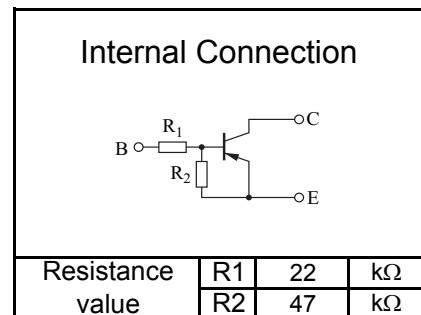 Internal Connection
C
R1
B
R2
E
Resistance value R1 22 kΩ
R2 47 kΩ